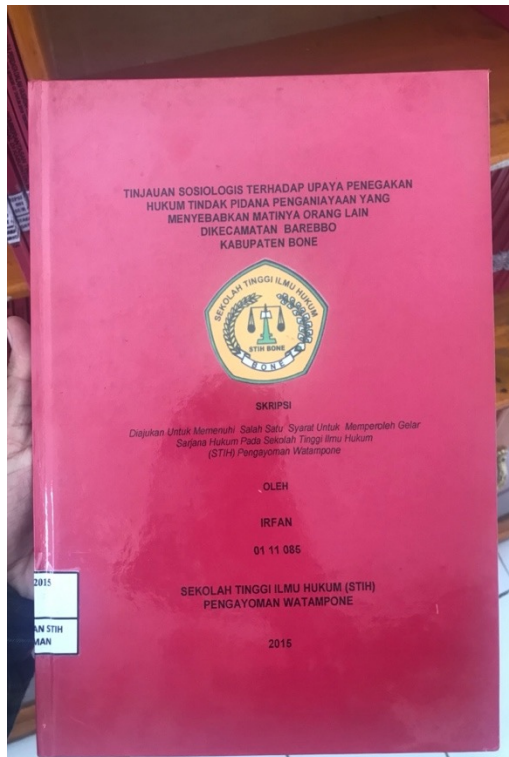 TINJAUAN SOSIOLOGIS TERHADAP UPAYA PENEGAKAN
HUKUM TINDAK PIDANA PENGANIAYAAN YANG
MENYEBABKAN MATINYA ORANG LAIN
DIKECAMATAN BAREBBO
KABUPATEN BONE
SEKOLAH TINGGI ILMU HUKUM
STIH BONE
BONE
SKRIPSI
Diajukan Untuk Memenuhi Salah Satu Syarat Untuk Memperoleh Gelar
Sarjana Hukum Pada Sekolah Tinggi Ilmu Hukum
(STIH) Pengayoman Watampone
OLEH
IRFAN
01 11 086
2015
AN STIH
MAN
SEKOLAH TINGGI ILMU HUKUM (STIH)
PENGAYOMAN WATAMPONE
2015